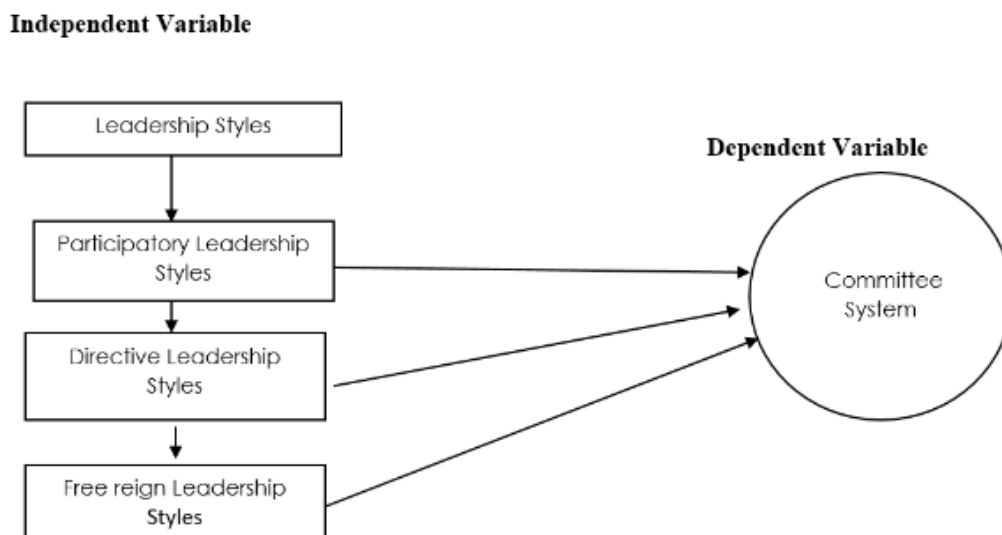 Independent Variable
Leadership Styles
Dependent Variable
Participatory Leadership
Styles
Committee
System
Directive Leadership
Styles
Free reign Leadership
Styles